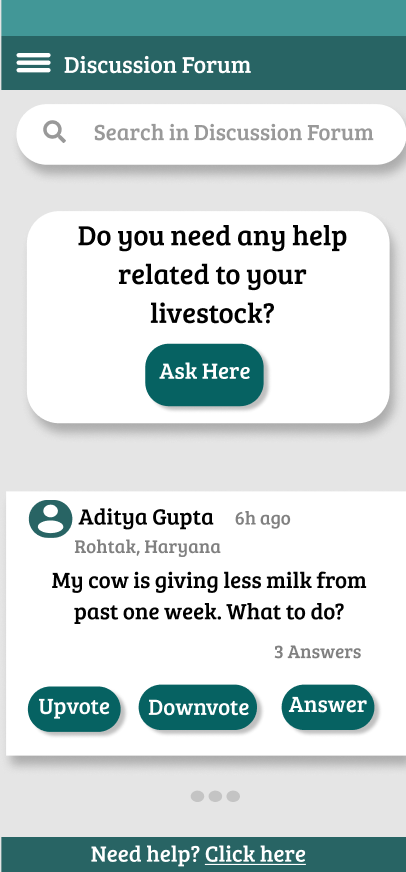 Discussion Forum
Search in Discussion Forum
Do you need any help
related to your
livestock?
Ask Here
Aditya Gupta 6h ago
Rohtak, Haryana
My cow is giving less milk from
past one week. What to do?
3 Answers
Upvote Downvote Answer
Need help? Click here